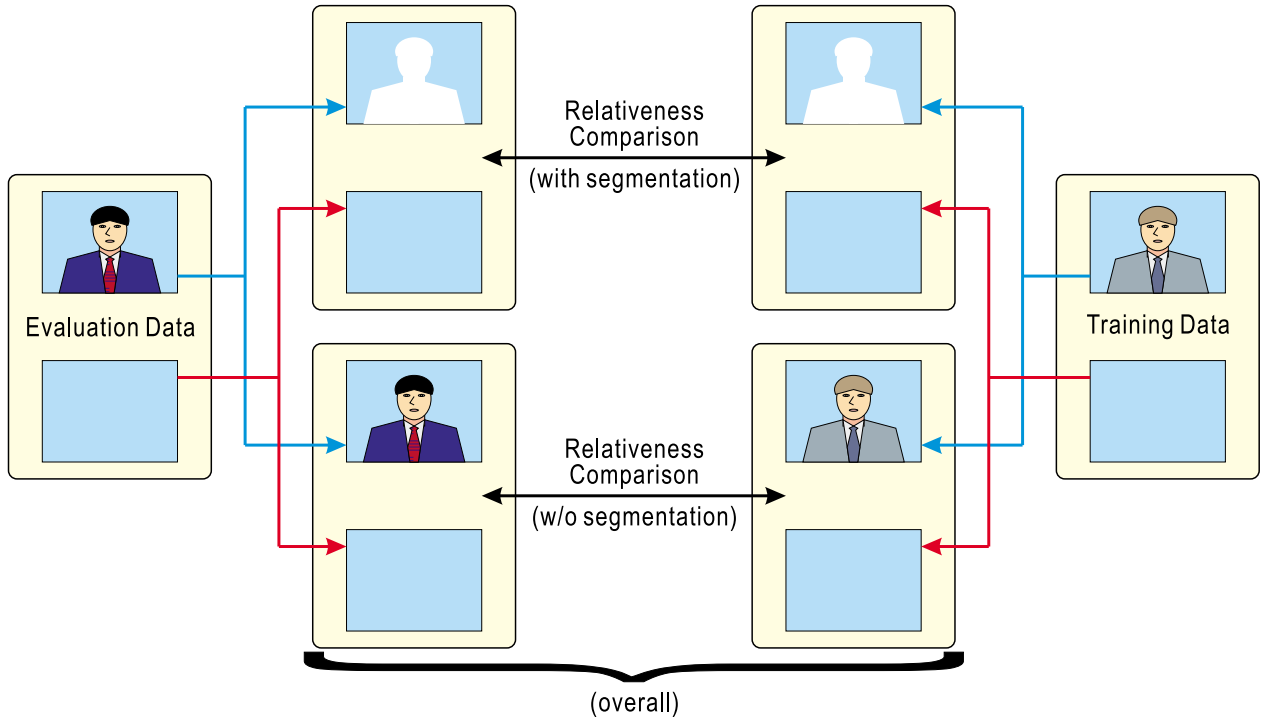 Relativeness
Comparison
(with segmentation)
Evaluation Data
Training Data
Relativeness
Comparison
(w/o segmentation)
(overall)